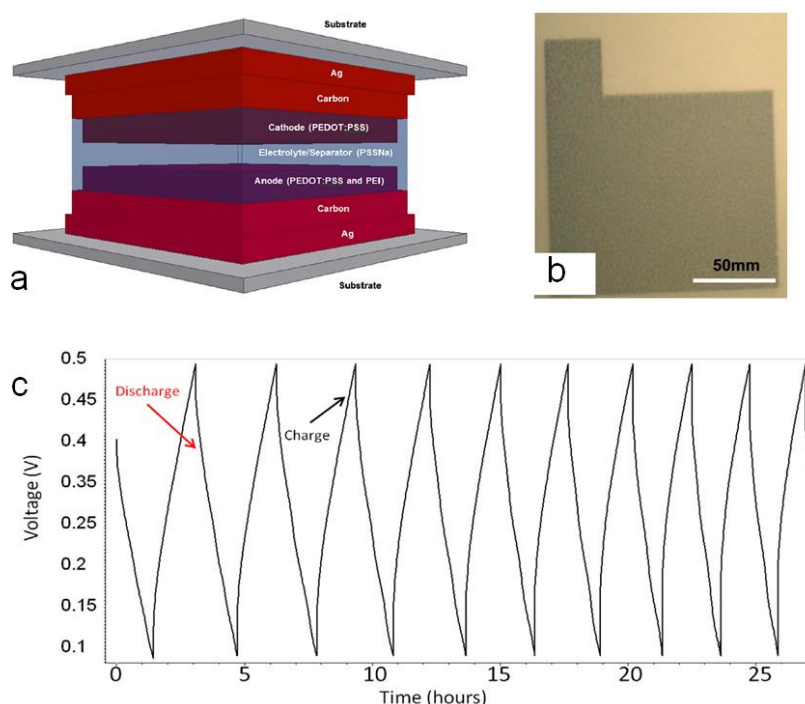 Substrate
Ag
Carbon
Cathode (PEDOT:PSS)
Electrolyte/Separator (PSSNa)
Anode (PEDOT:PSS and PEI)
Carbon
Ag
Substrate
a
50mm
b
c
Discharge
Charge
Voltage (V)
0.5
0.45
0.4
0.35
0.3
0.25
0.2
0.15
0.1
0 5 10 15 20 25
Time (hours)